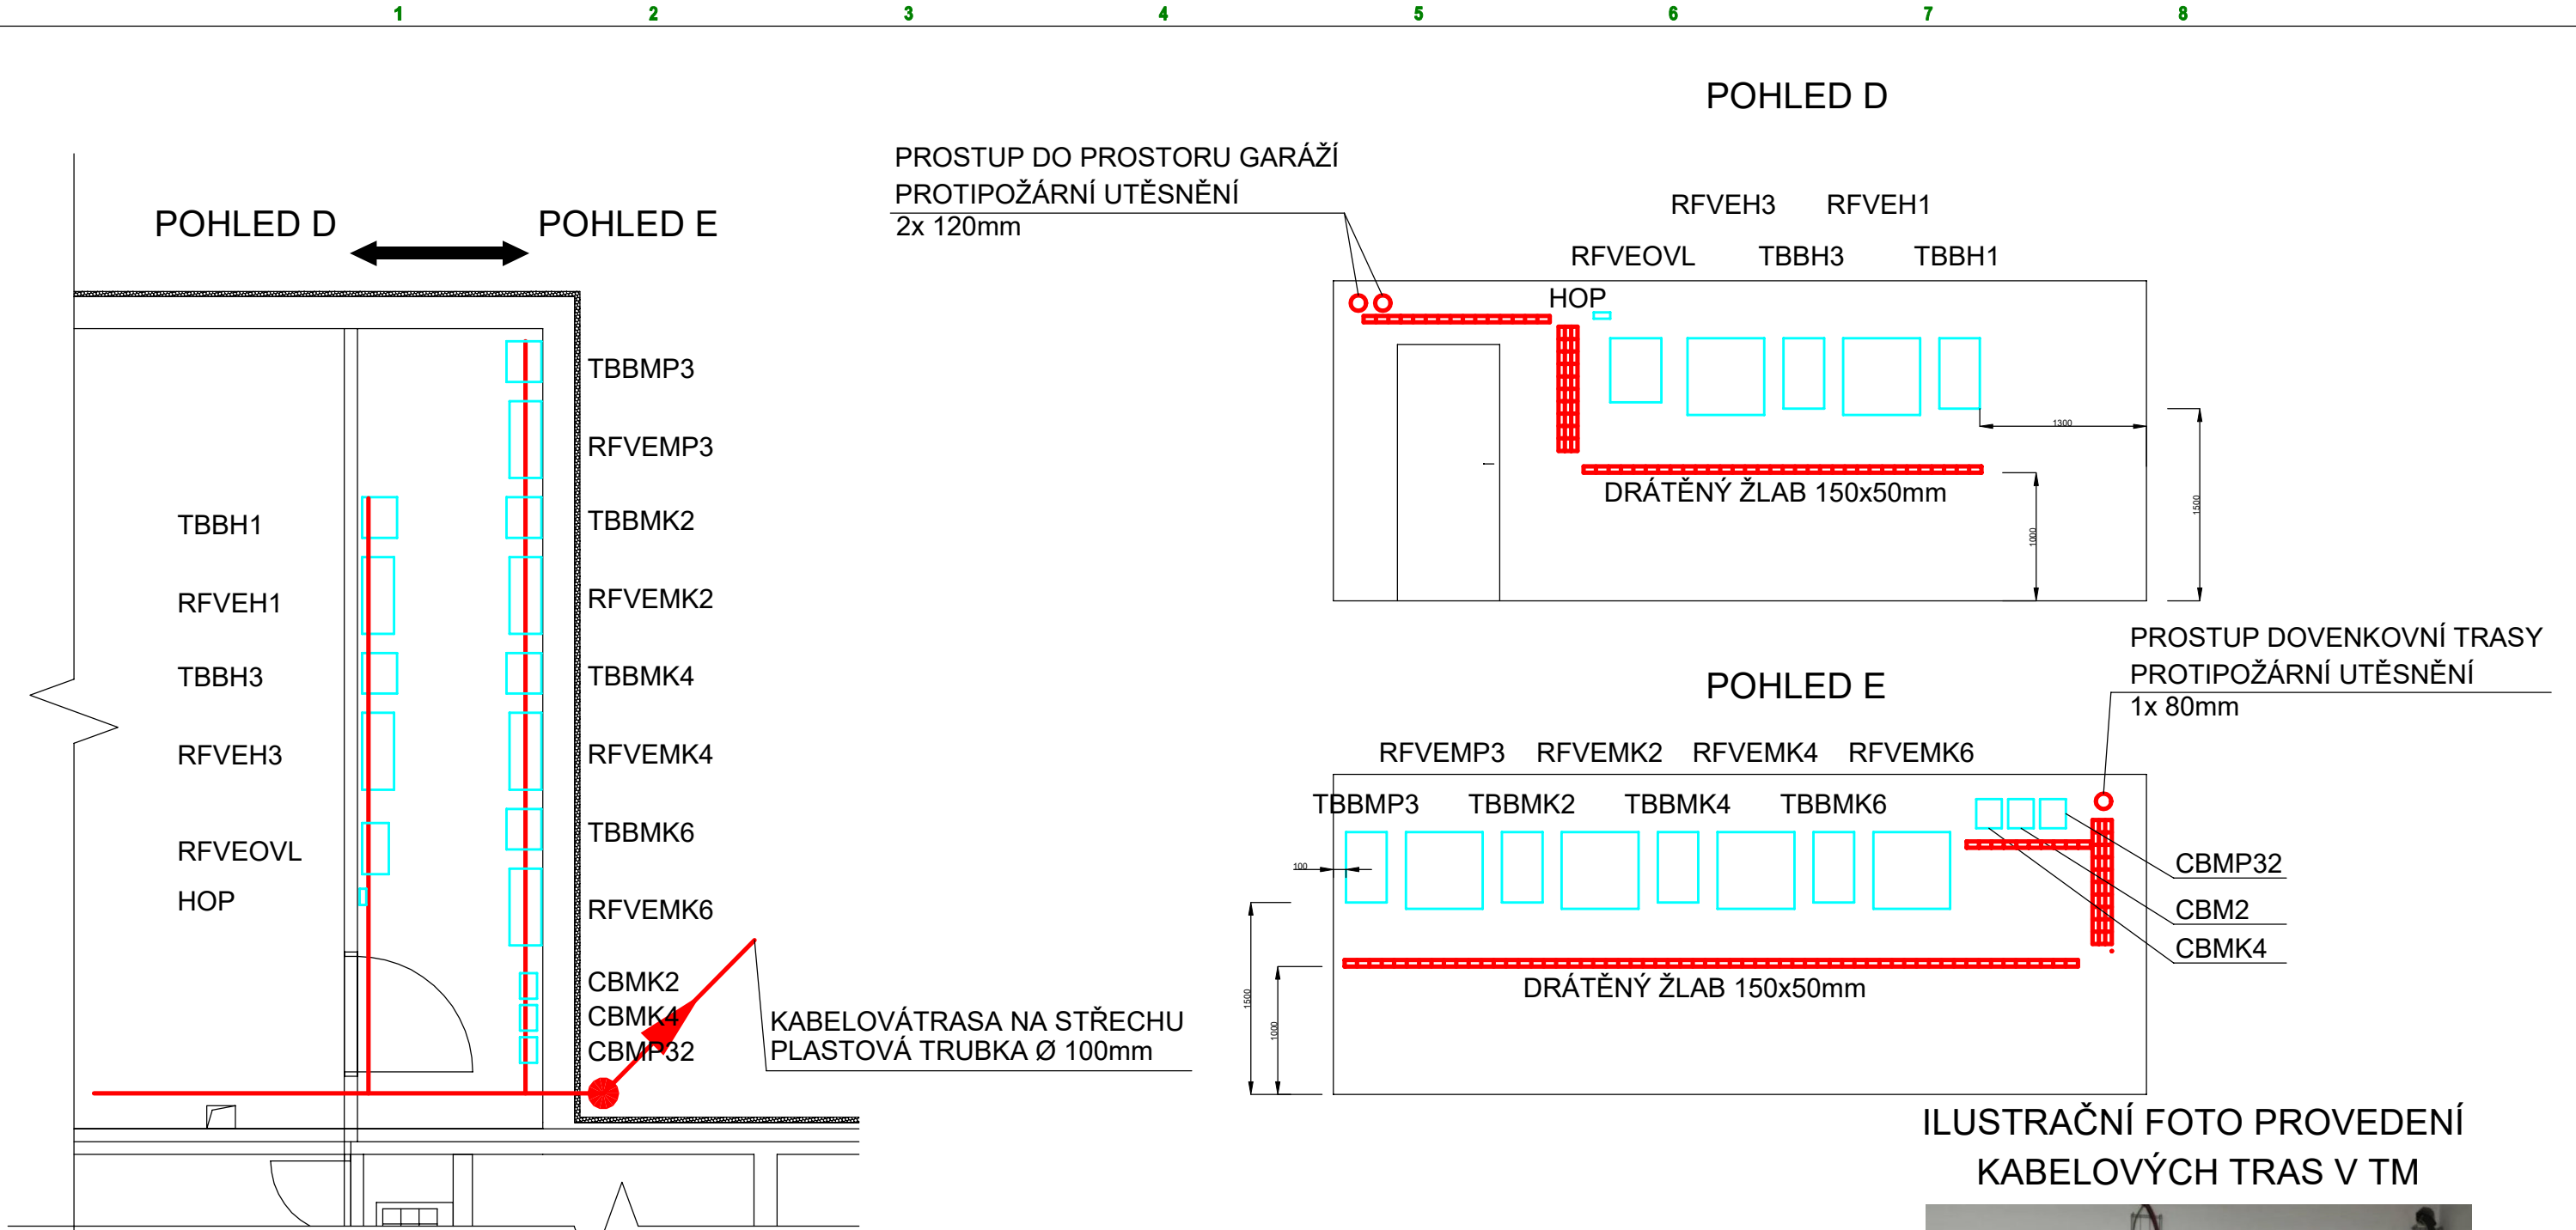 1 2 3 4 5 6 7 8
POHLED D POHLED E
TBBH1
RFVEH1
TBBH3
RFVEH3
RFVEOVL
HOP
TBBMP3
RFVEMP3
TBBMK2
RFVEMK2
TBBMK4
RFVEMK4
TBBMK6
RFVEMK6
CBMK2
CBMK4
CBMP32
KABELOVÁTRASA NA STŘECHU
PLASTOVÁ TRUBKA Ø 100mm
POHLED D
PROSTUP DO PROSTORU GARÁŽÍ
PROTIPOŽÁRNÍ UTĚSNĚNÍ
2x 120mm
RFVEH3 RFVEH1
RFVEOVL TBBH3 TBBH1
HOP
1300
DRÁTĚNÝ ŽLAB 150x50mm
1000
1500
POHLED E
PROSTUP DOVENKOVNÍ TRASY
PROTIPOŽÁRNÍ UTĚSNĚNÍ
1x 80mm
RFVEMP3 RFVEMK2 RFVEMK4 RFVEMK6
TBBMP3 TBBMK2 TBBMK4 TBBMK6
100
CBMP32
CBM2
CBMK4
DRÁTĚNÝ ŽLAB 150x50mm
1500
1000
ILUSTRAČNÍ FOTO PROVEDENÍ
KABELOVÝCH TRAS V TM